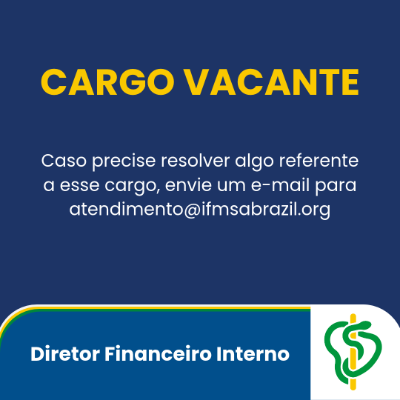 CARGO VACANTE
Caso precise resolver algo referente
a esse cargo, envie um e-mail para
atendimento@ifmsabrazil.org
Diretor Financeiro Interno